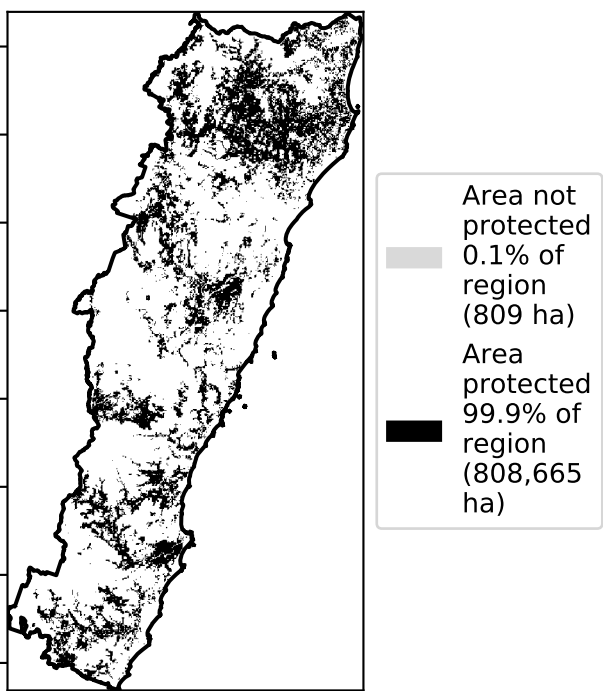 Area not
protected
0.1% of
region
(809 ha)
Area
protected
99.9% of
region
(808,665
ha)